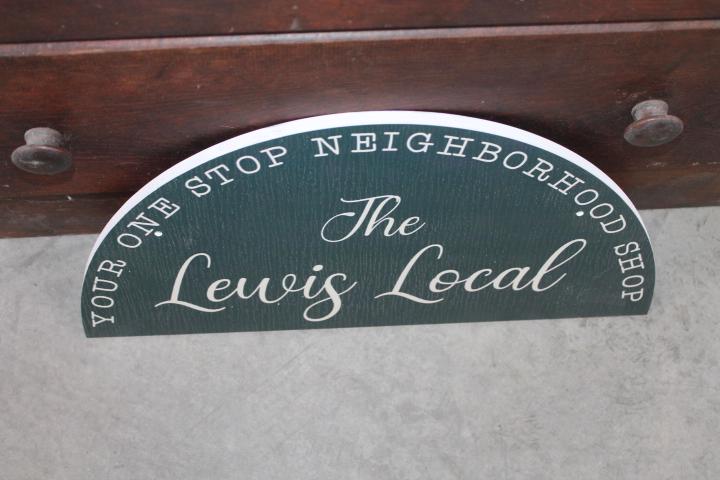 YOUR ONE STOP NEIGHBORHOOD SHOP
The
Lewis Local